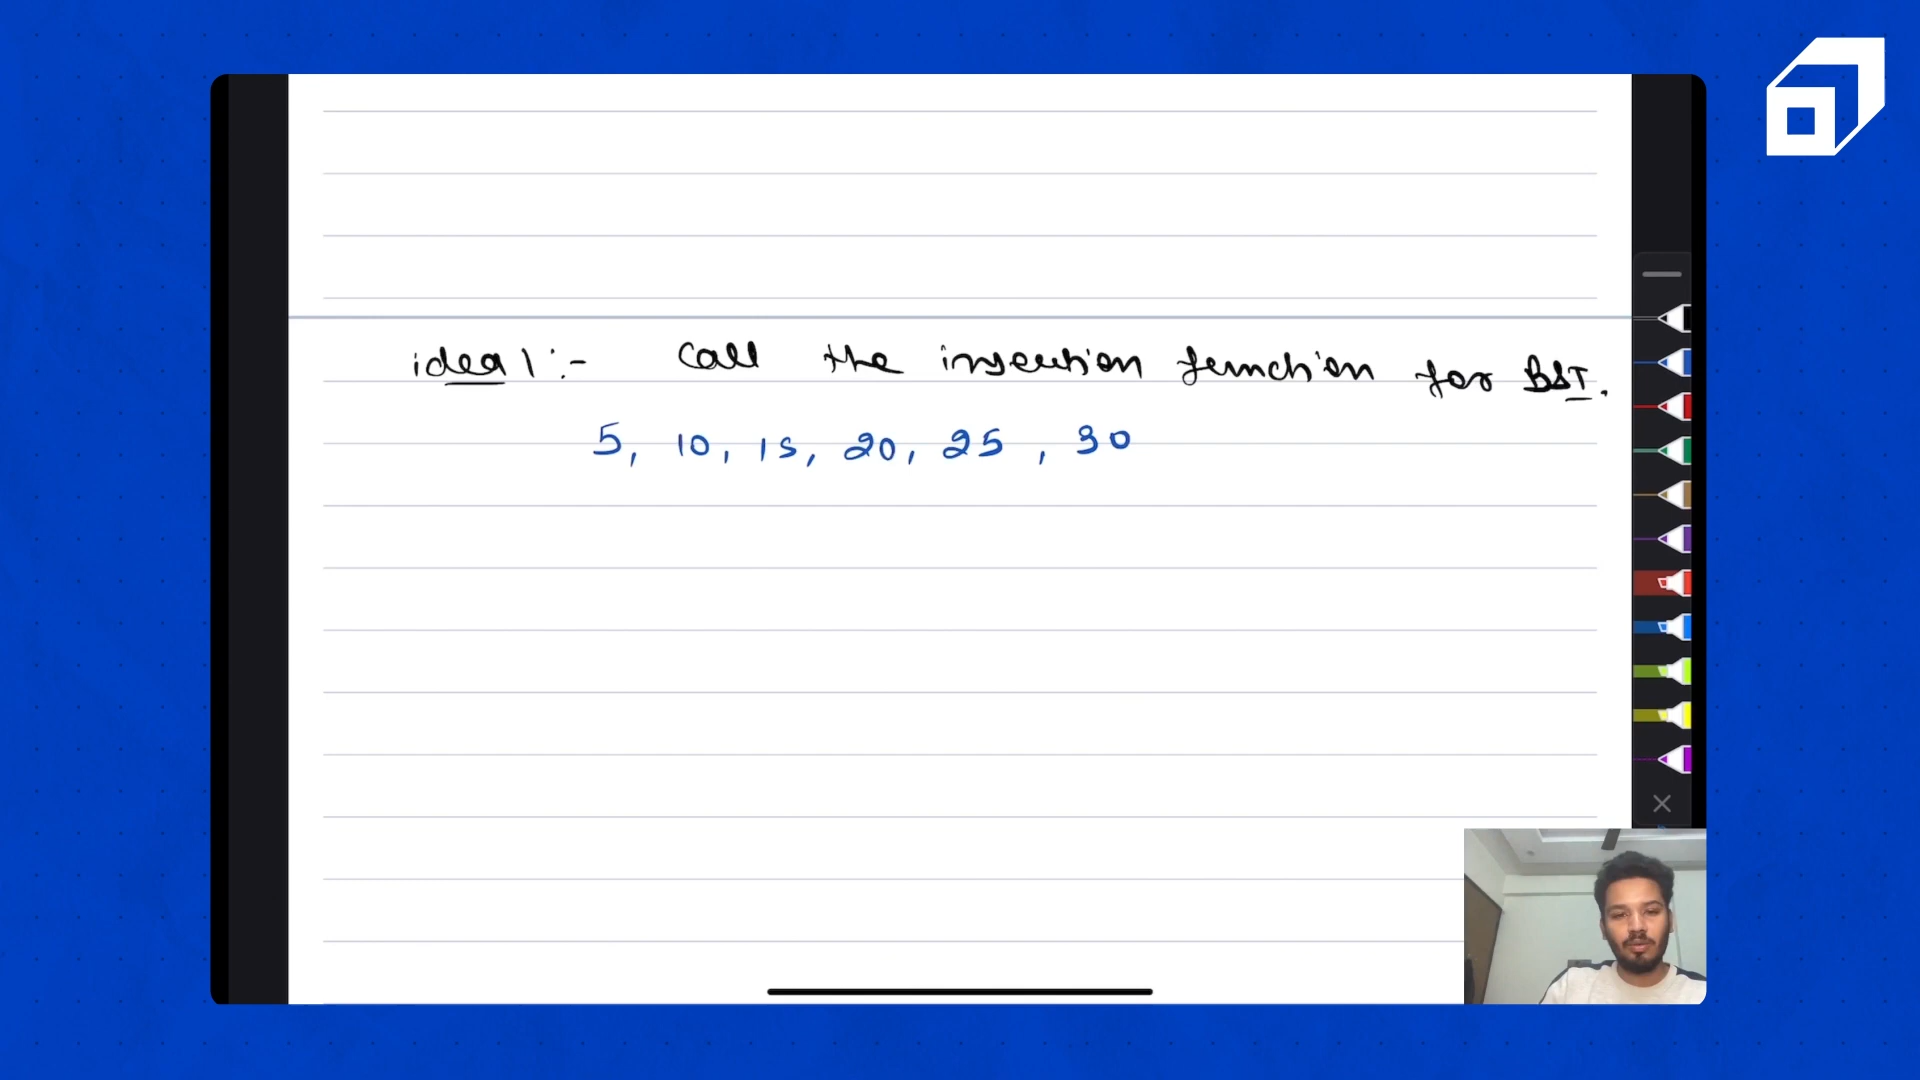 idea 1 :- Call the insertion function for BST.
5, 10, 15, 20, 25, 30